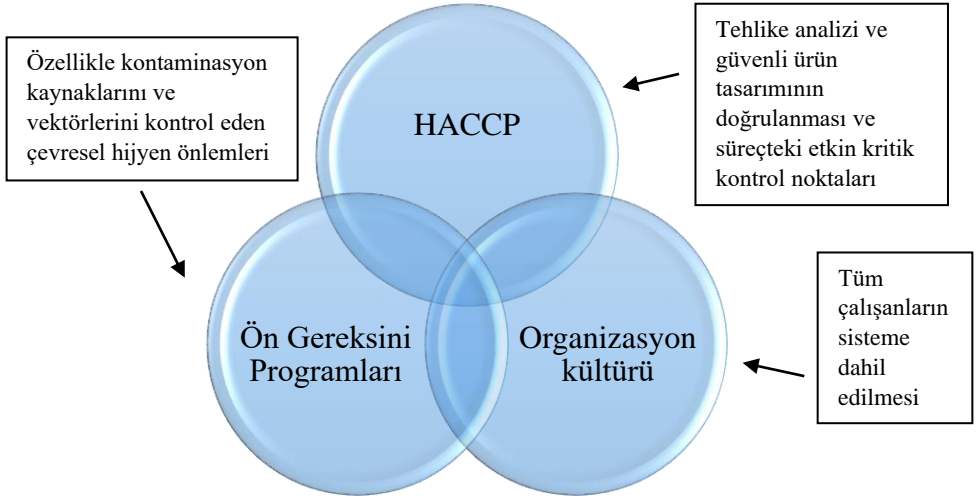 Özellikle kontaminasyon
kaynaklarını ve
vektörlerini kontrol eden
çevresel hijyen önlemleri
HACCP
Tehlike analizi ve
güvenli ürün
tasarımının
doğrulanması ve
süreçteki etkin kritik
kontrol noktaları
Ön Gereksini
Programları
Organizasyon
kültürü
Tüm
çalışanların
sisteme
dahil
edilmesi